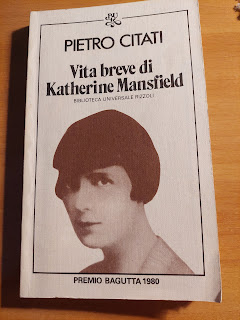 PIETRO CITATI
Vita breve di
Katherine Mansfield
BIBLIOTECA UNIVERSALE RIZZOLI
PREMIO BAGUTTA 1980